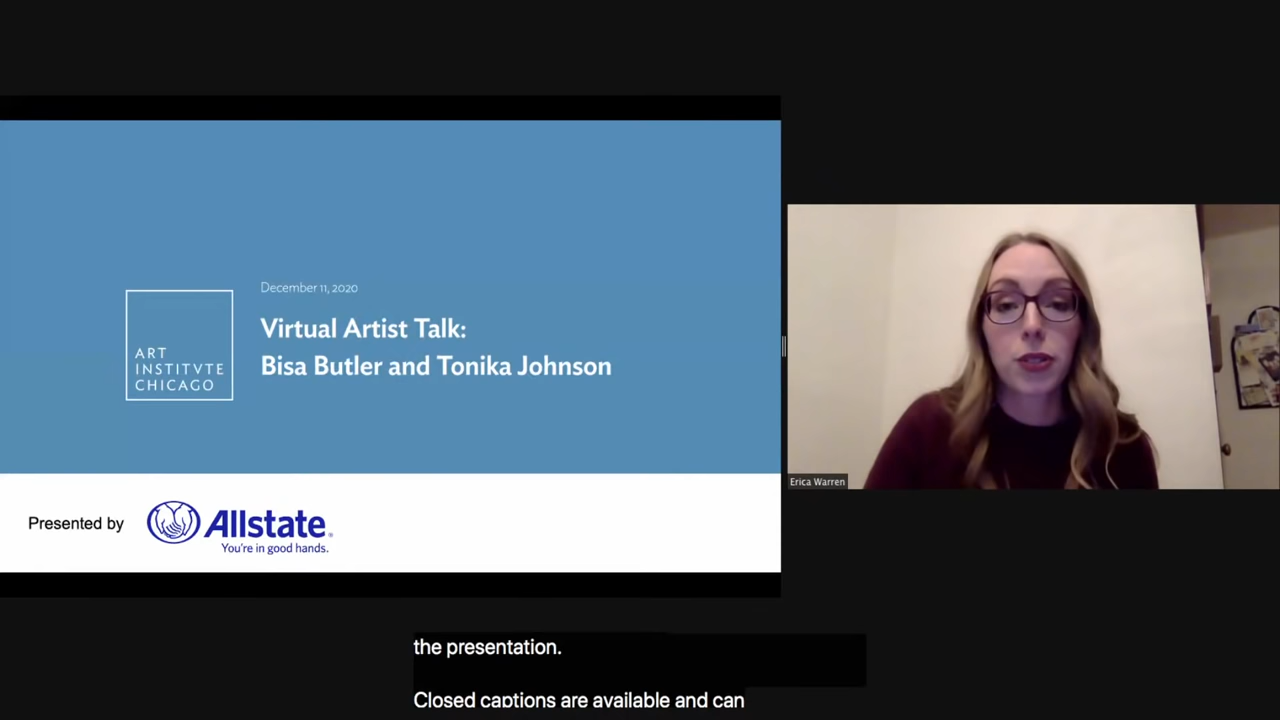 December 11, 2020
Virtual Artist Talk:
Bisa Butler and Tonika Johnson
ART
INSTITVTE
CHICAGO
Presented by
Allstate®
You're in good hands.
Erica Warren
the presentation.
Closed captions are available and can